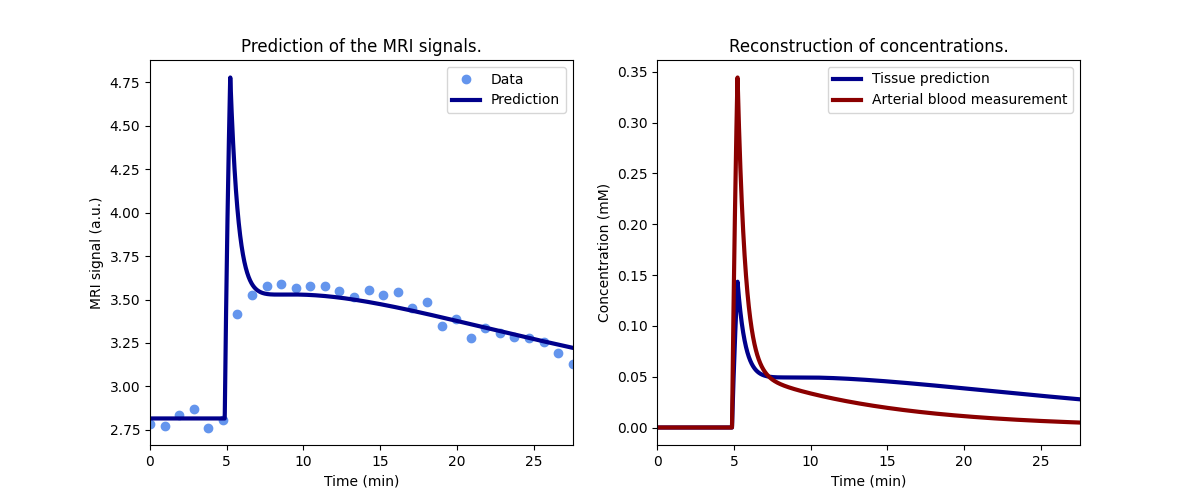 Prediction of the MRI signals.
MRI signal (a.u.)
4.75
4.50
4.25
4.00
3.75
3.50
3.25
3.00
2.75
0
5
10
15
20
25
Time (min)
Data
Prediction
Reconstruction of concentrations.
Concentration (mM)
0.35
0.30
0.25
0.20
0.15
0.10
0.05
0.00
0
5
10
15
20
25
Time (min)
Tissue prediction
Arterial blood measurement